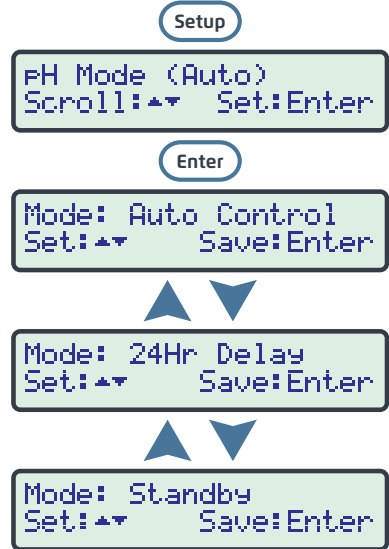 Setup
pH Mode (Auto)
Scroll:▲▼ Set:Enter
Enter
Mode: Auto Control
Set:▲▼ Save:Enter
Mode: 24Hr Delay
Set:▲▼ Save:Enter
Mode: Standby
Set:▲▼ Save:Enter